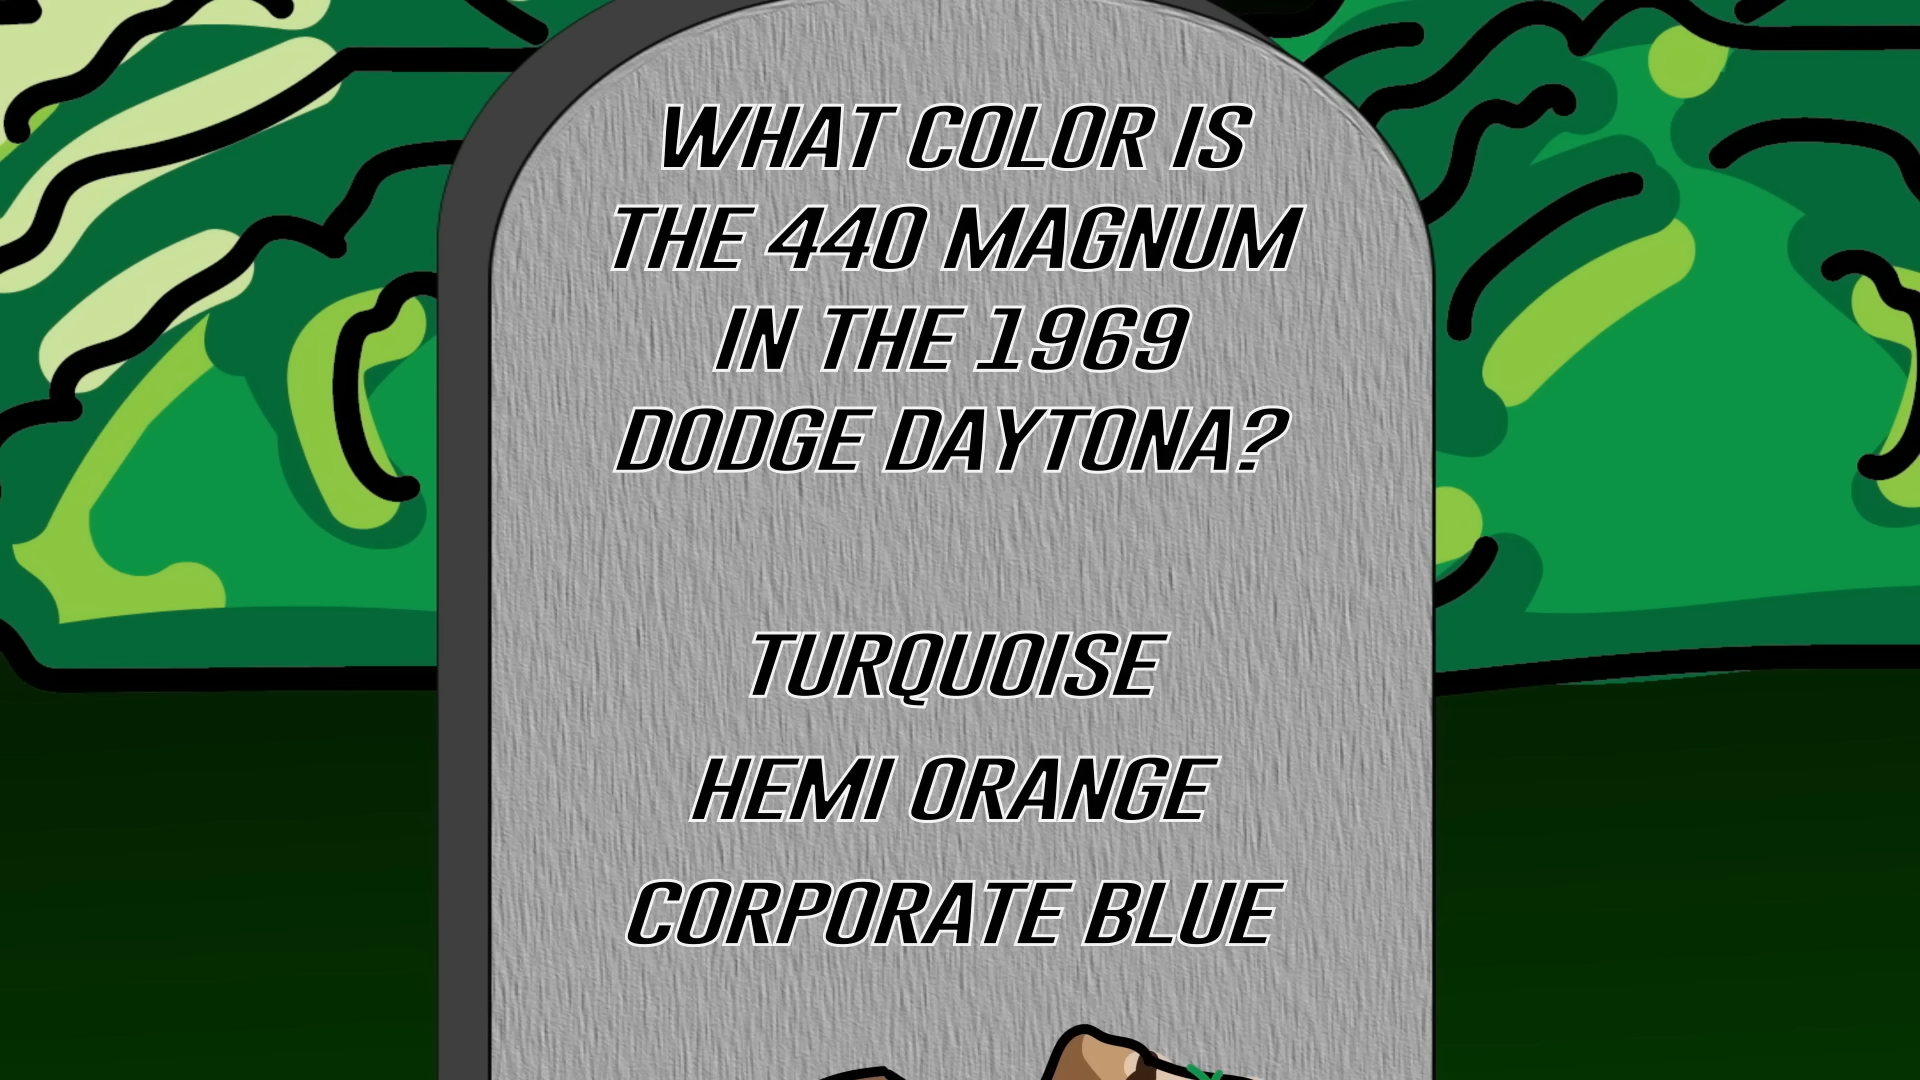 WHAT COLOR IS
THE 440 MAGNUM
IN THE 1969
DODGE DAYTONA?
TURQUOISE
HEMI ORANGE
CORPORATE BLUE